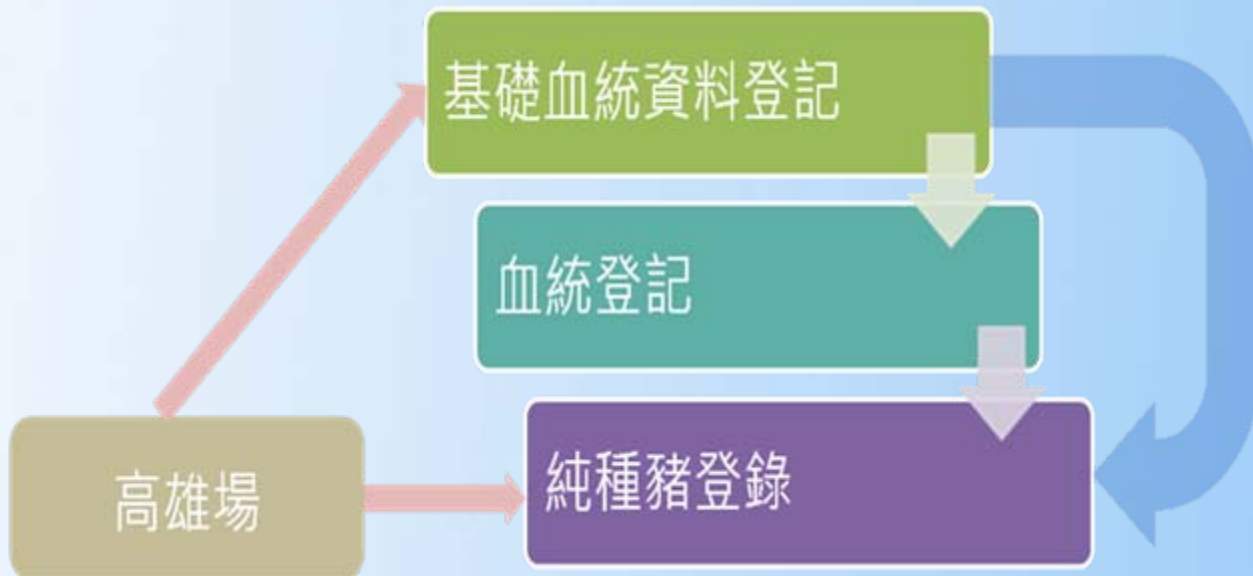 基礎血統資料登記
血統登記
純種豬登錄
高雄場